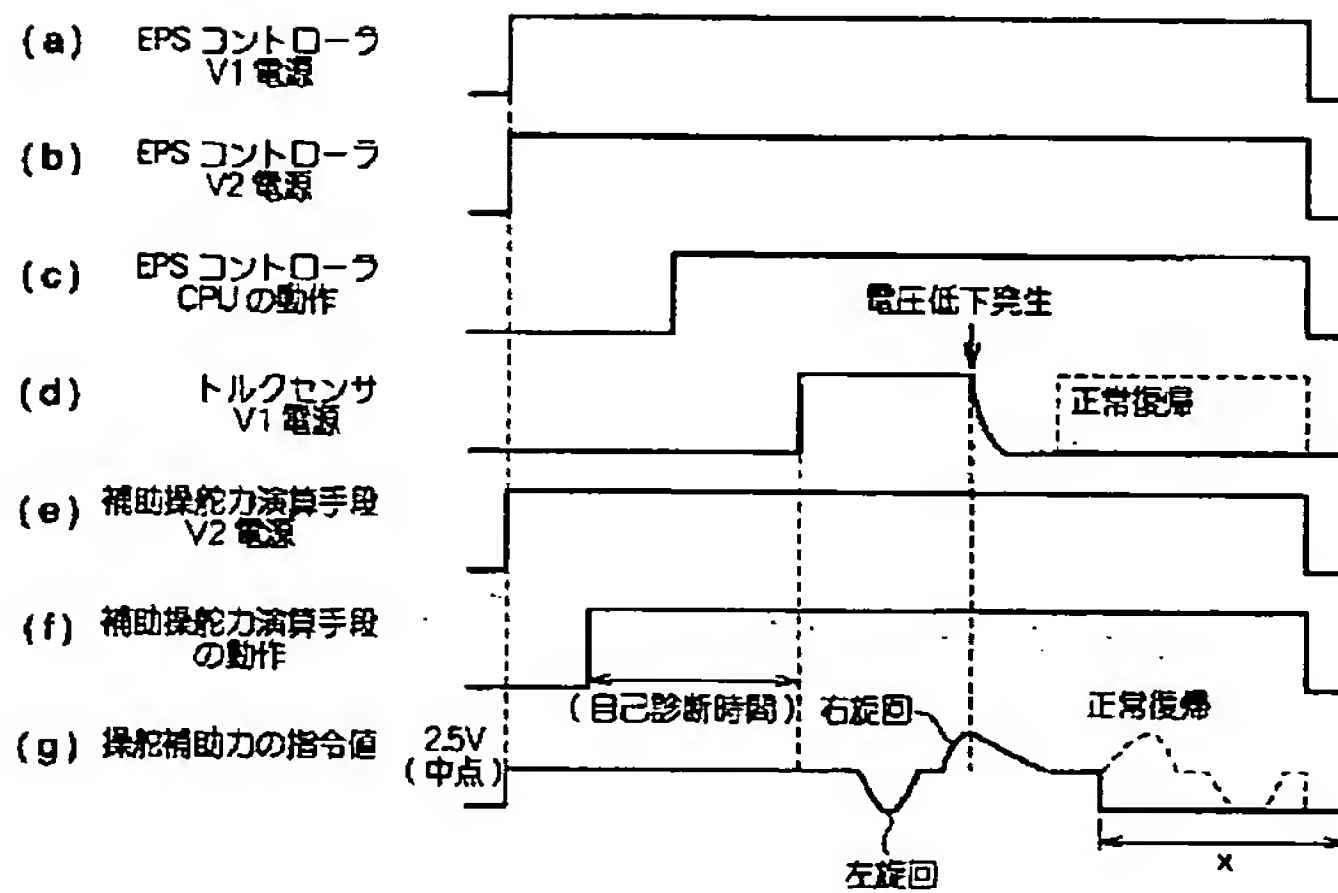 (a) EPS コントローラ
V1 電源
(b) EPS コントローラ
V2 電源
(c) EPS コントローラ
CPU の動作
電圧低下発生
(d) トルクセンサ
V1 電源
正常復帰
(e) 補助操舵力演算手段
V2 電源
(f) 補助操舵力演算手段
の動作
(自己診断時間)
右旋回
正常復帰
(g) 操舵補助力の指令値
2.5V
(中点)
左旋回
x